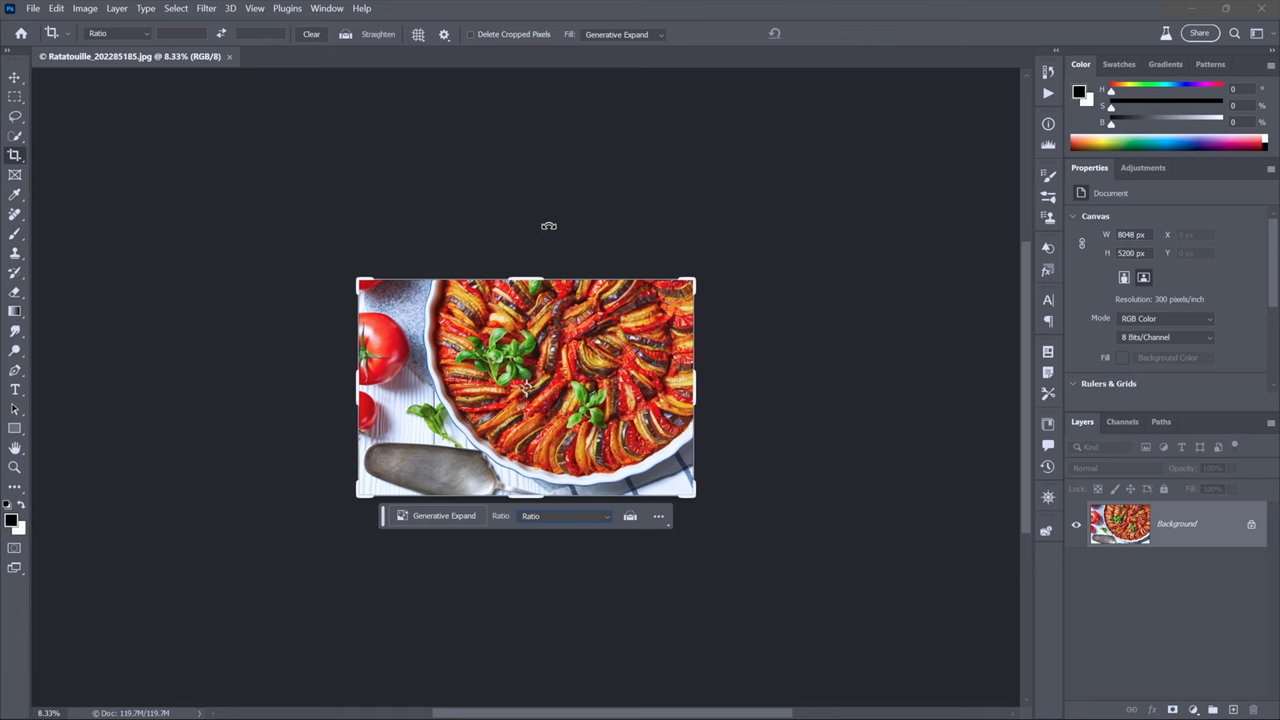 Ps File Edit Image Layer Type Select Filter 3D View Plugins Window Help
Ratio Clear Straighten Delete Cropped Pixels Fill: Generative Expand Share
© Ratatouille_202285185.jpg @ 8.33% (RGB/8)
Color Swatches Gradients Patterns
H 0 °
S 0 %
B 0 %
Properties Adjustments
Document
Canvas
W 8048 px X 0 px
H 5200 px Y 0 px
Resolution: 300 pixels/inch
Mode RGB Color
8 Bits/Channel
Fill Background Color
Rulers & Grids
Layers Channels Paths
Kind
Normal Opacity: 100%
Lock: Fill: 100%
Background
Generative Expand Ratio Ratio
8.33% © Doc: 119.7M/119.7M